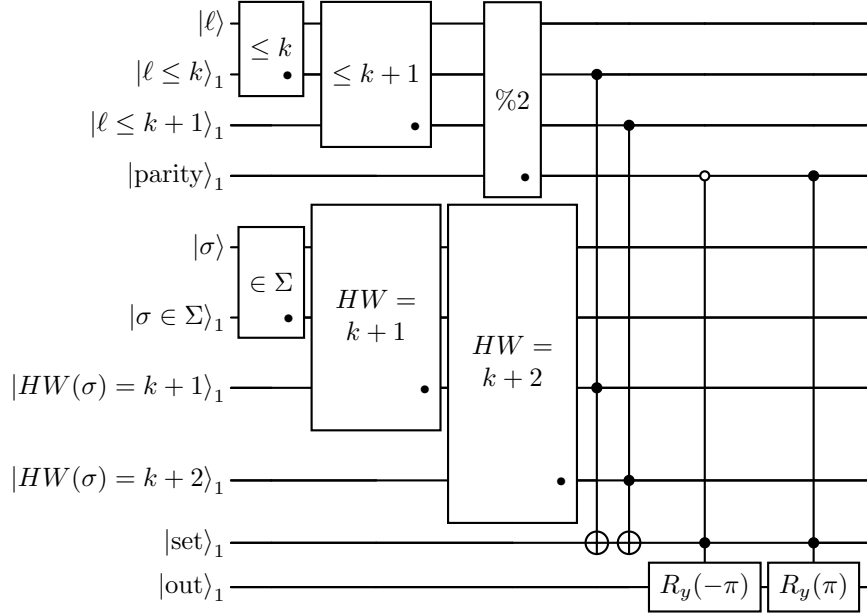 |ℓ⟩
≤ k
|ℓ ≤ k⟩₁
≤ k + 1
|ℓ ≤ k + 1⟩₁
%2
|parity⟩₁
|σ⟩
∈ Σ
|σ ∈ Σ⟩₁
HW =
k + 1
HW =
k + 2
|HW(σ) = k + 1⟩₁
|HW(σ) = k + 2⟩₁
|set⟩₁
|out⟩₁
R_y(−π)
R_y(π)